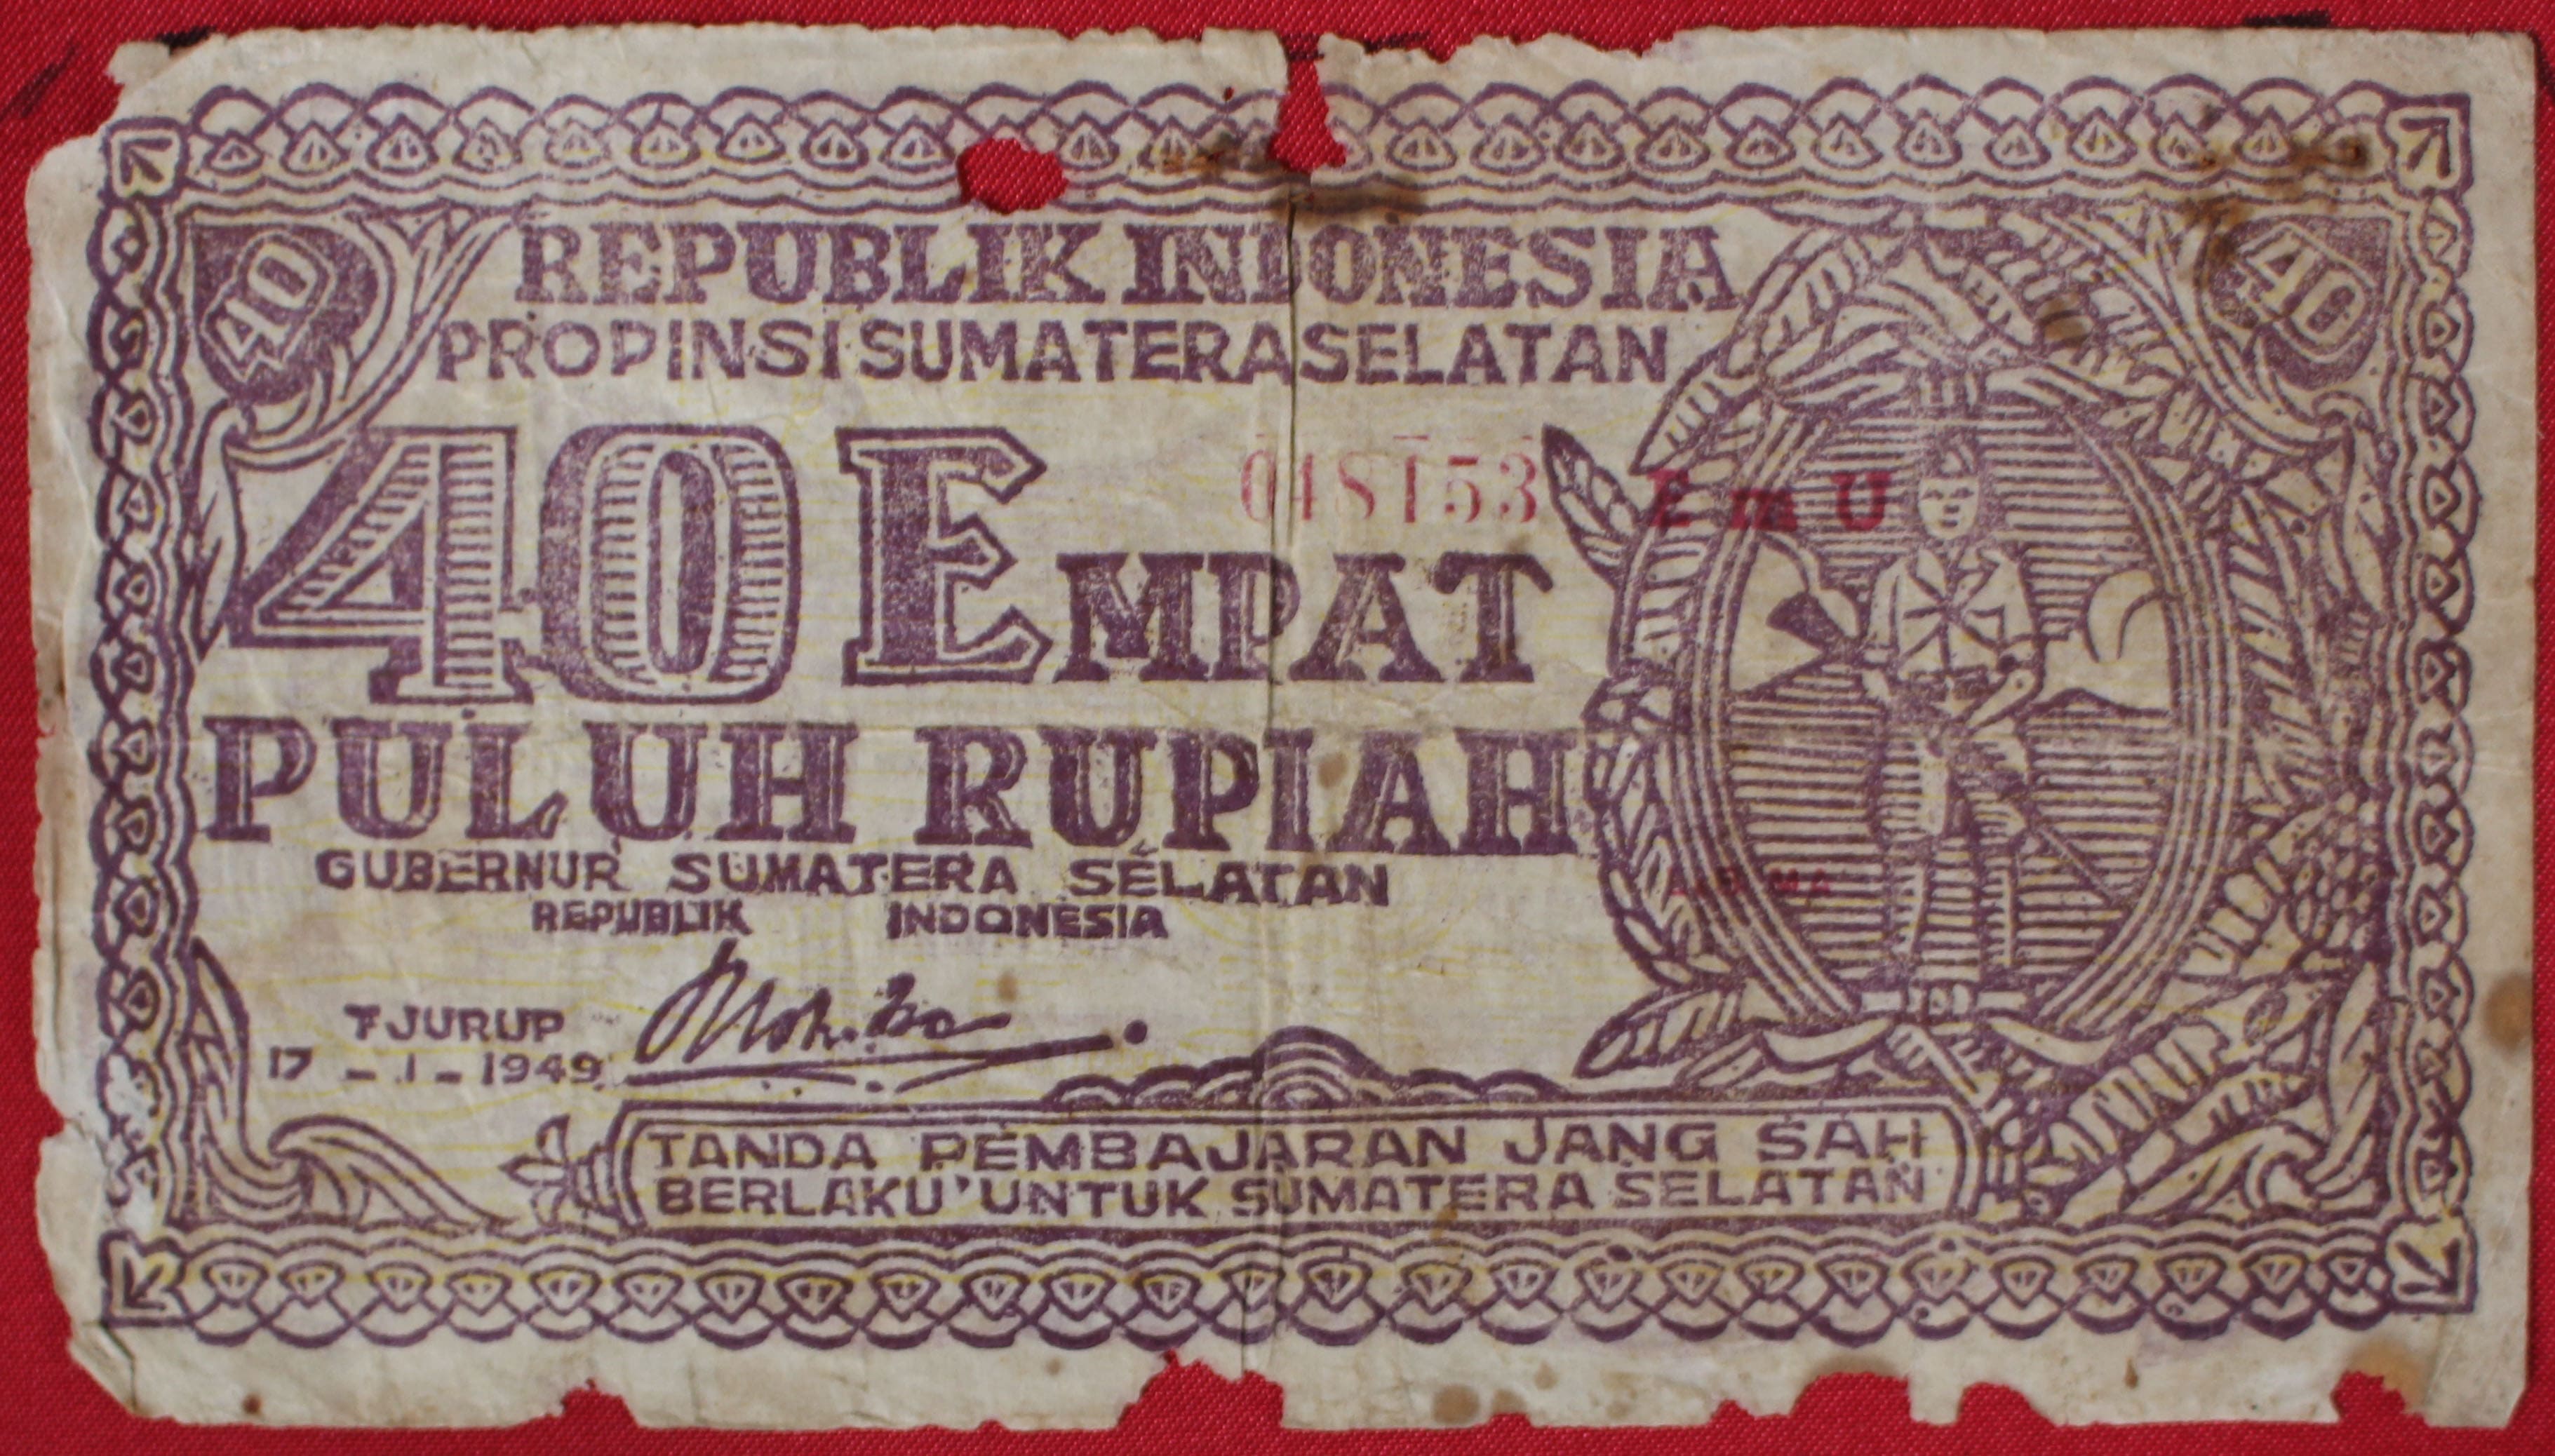 40 40
REPUBLIK INDONESIA
PROPINSI SUMATERA SELATAN
048153 EmU
40 EMPAT
PULUH RUPIAH
GUBERNUR SUMATERA SELATAN
REPUBLIK INDONESIA
TJURUP
17 - 1 - 1949
TANDA PEMBAJARAN JANG SAH
BERLAKU UNTUK SUMATERA SELATAN